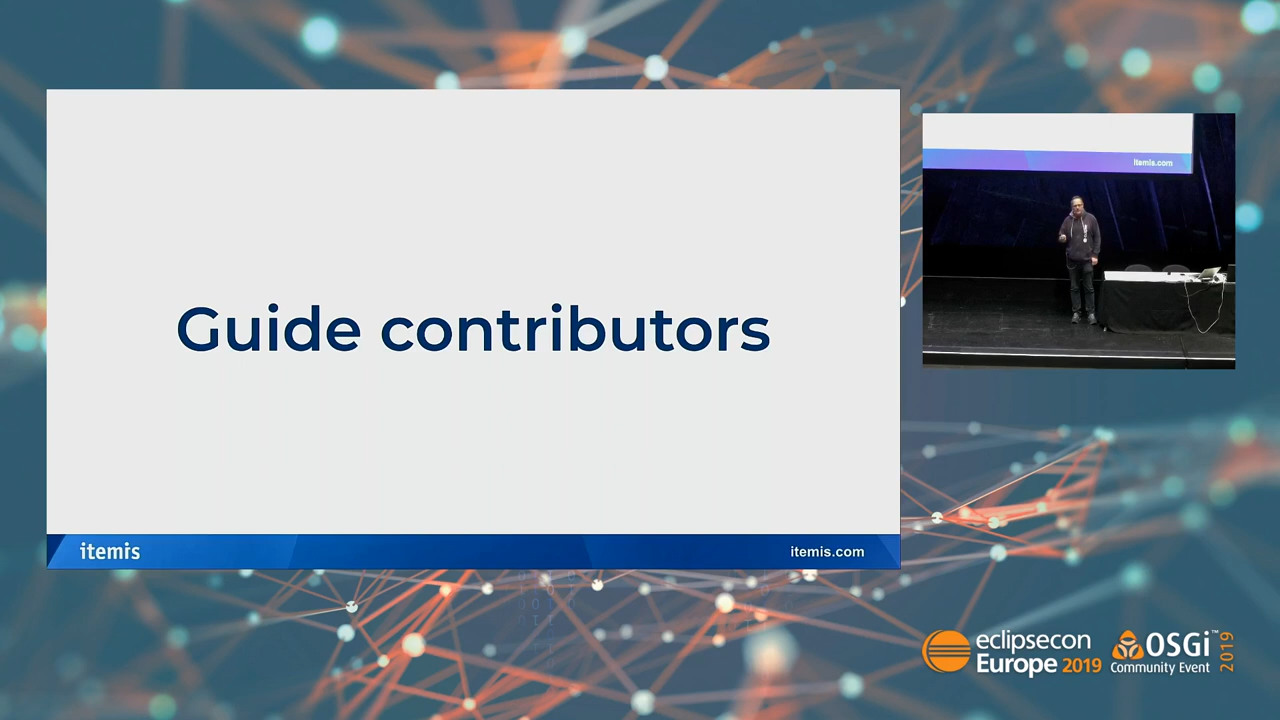 Guide contributors
itemis
itemis.com
itemis.com
eclipsecon
Europe 2019
OSGi™
Community Event
2019